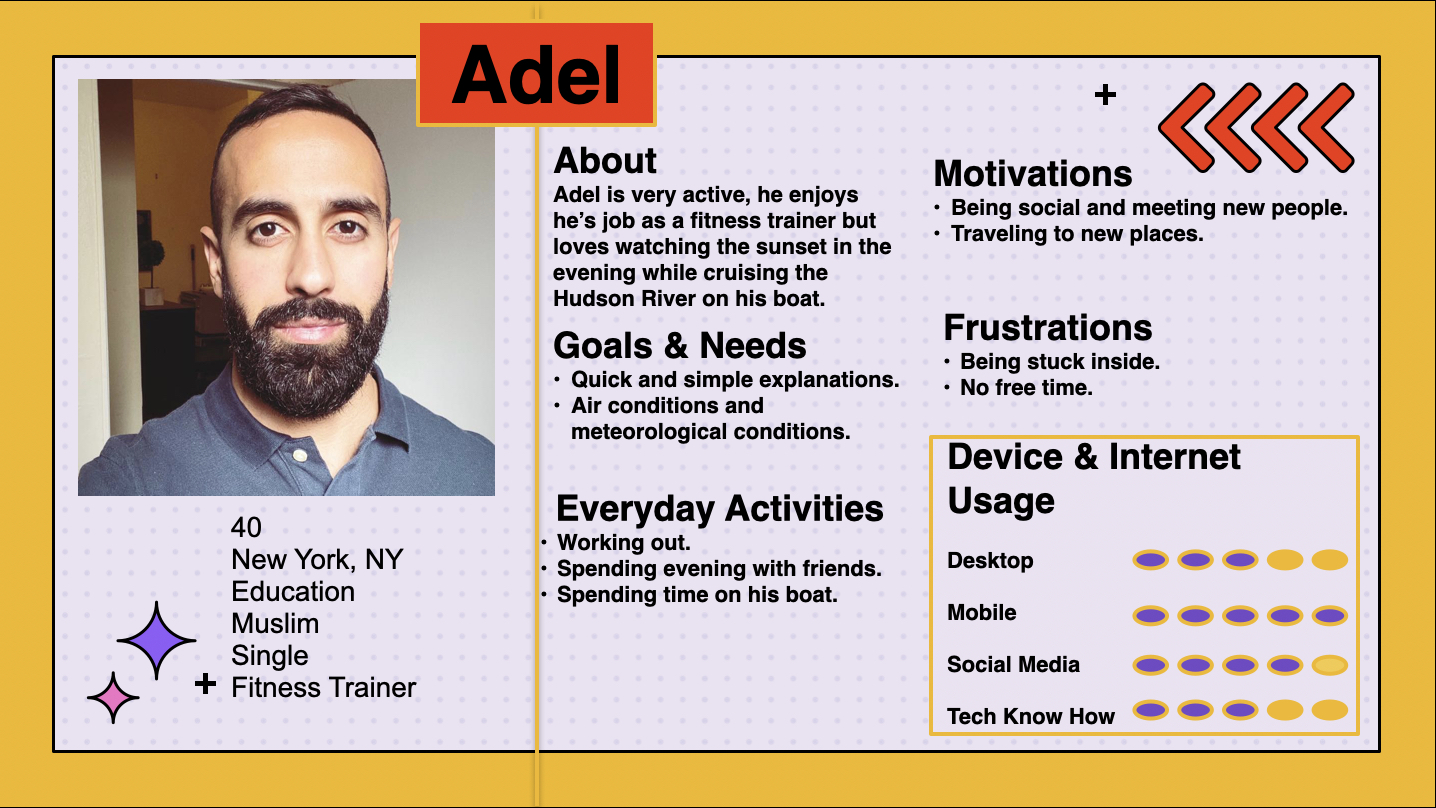 Adel
40
New York, NY
Education
Muslim
Single
Fitness Trainer
About
Adel is very active, he enjoys
he’s job as a fitness trainer but
loves watching the sunset in the
evening while cruising the
Hudson River on his boat.
Goals & Needs
• Quick and simple explanations.
• Air conditions and
meteorological conditions.
Everyday Activities
• Working out.
• Spending evening with friends.
• Spending time on his boat.
Motivations
• Being social and meeting new people.
• Traveling to new places.
Frustrations
• Being stuck inside.
• No free time.
Device & Internet
Usage
Desktop
Mobile
Social Media
Tech Know How